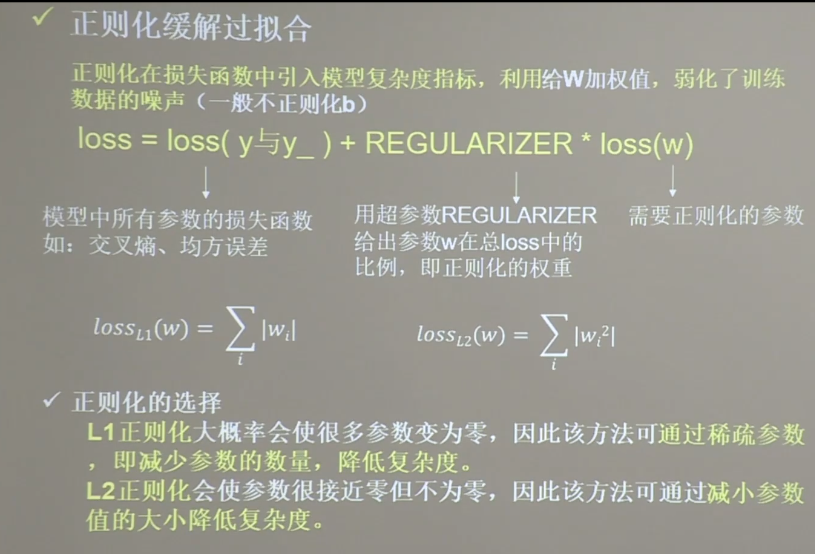 ✓ 正则化缓解过拟合
正则化在损失函数中引入模型复杂度指标，利用给W加权值，弱化了训练
数据的噪声（一般不正则化b）
loss = loss( y与y_ ) + REGULARIZER * loss(w)
模型中所有参数的损失函数
如：交叉熵、均方误差
用超参数REGULARIZER
给出参数w在总loss中的
比例，即正则化的权重
需要正则化的参数
loss_{L1}(w) = ∑_i |w_i|
loss_{L2}(w) = ∑_i |w_i²|
✓ 正则化的选择
L1正则化大概率会使很多参数变为零，因此该方法可通过稀疏参数
，即减少参数的数量，降低复杂度。
L2正则化会使参数很接近零但不为零，因此该方法可通过减小参数
值的大小降低复杂度。